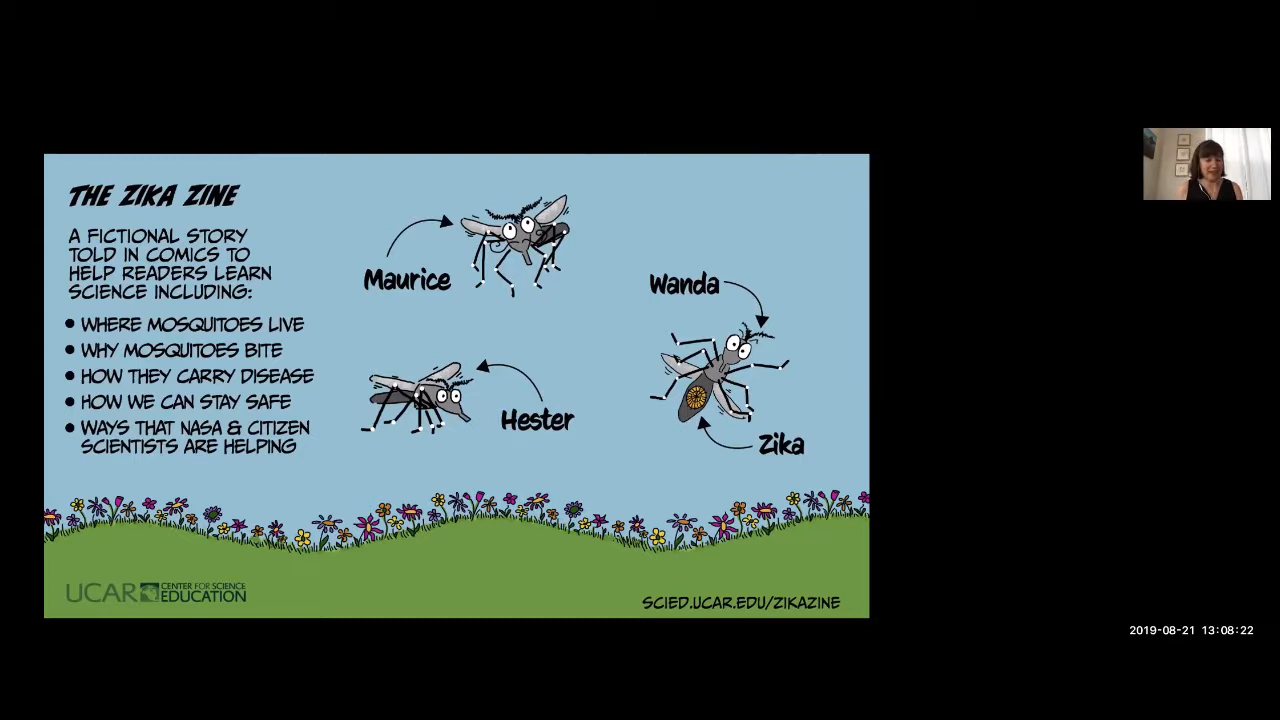 THE ZIKA ZINE
A FICTIONAL STORY
TOLD IN COMICS TO
HELP READERS LEARN
SCIENCE INCLUDING:
• WHERE MOSQUITOES LIVE
• WHY MOSQUITOES BITE
• HOW THEY CARRY DISEASE
• HOW WE CAN STAY SAFE
• WAYS THAT NASA & CITIZEN
SCIENTISTS ARE HELPING
Maurice
Wanda
Hester
Zika
UCAR CENTER FOR SCIENCE
EDUCATION
SCIED.UCAR.EDU/ZIKAZINE
2019-08-21 13:08:22